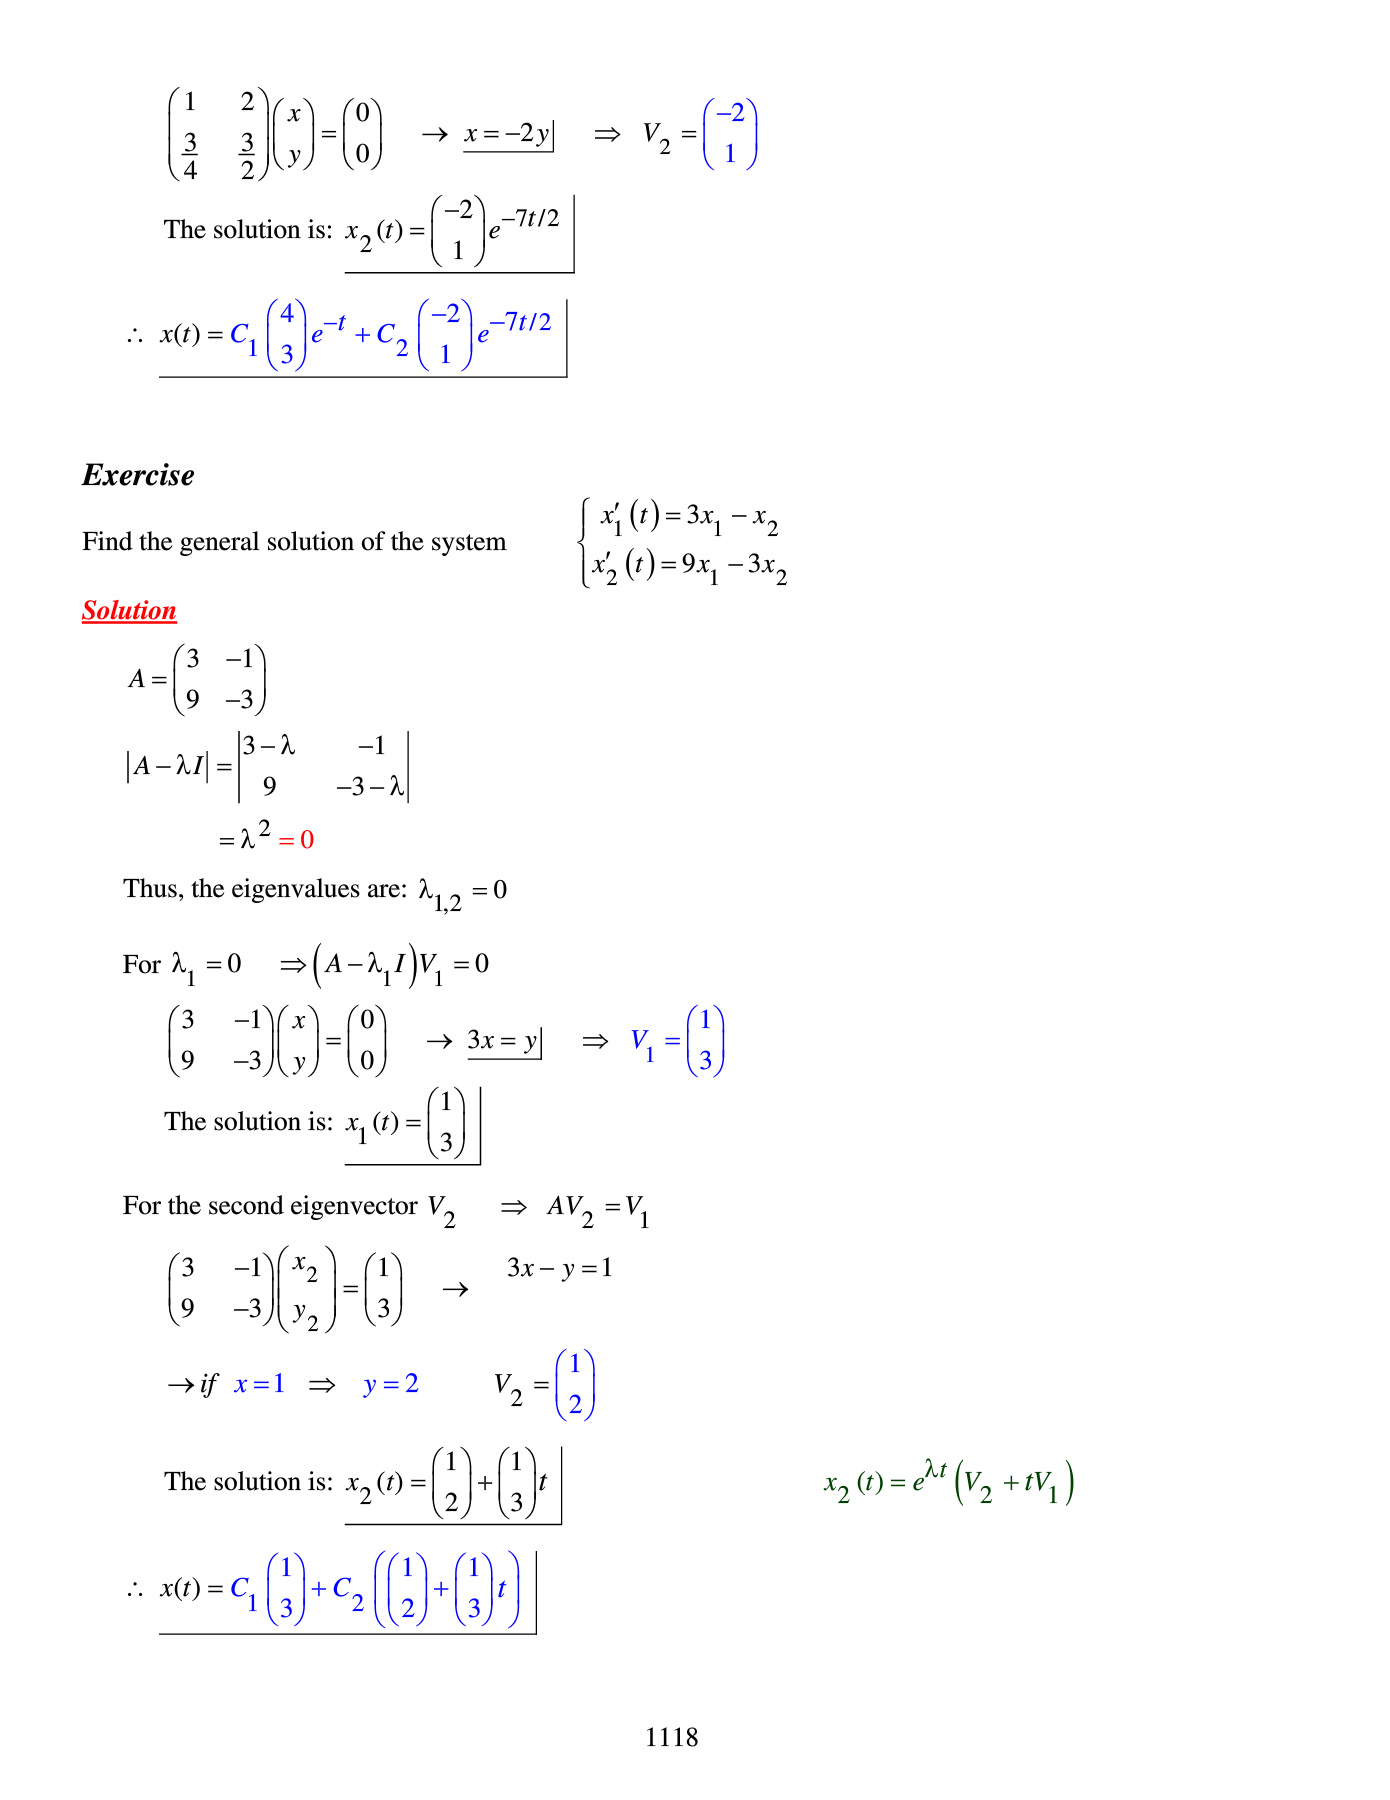 $\begin{pmatrix} 1 & 2 \\ \frac{3}{4} & \frac{3}{2} \end{pmatrix}\begin{pmatrix} x \\ y \end{pmatrix} = \begin{pmatrix} 0 \\ 0 \end{pmatrix} \rightarrow \underline{x = -2y|} \Rightarrow V_2 = \begin{pmatrix} -2 \\ 1 \end{pmatrix}$
The solution is: $x_2(t) = \begin{pmatrix} -2 \\ 1 \end{pmatrix} e^{-7t/2}$
$\therefore x(t) = C_1 \begin{pmatrix} 4 \\ 3 \end{pmatrix} e^{-t} + C_2 \begin{pmatrix} -2 \\ 1 \end{pmatrix} e^{-7t/2}$
Exercise
Find the general solution of the system $\begin{cases} x_1'(t) = 3x_1 - x_2 \\ x_2'(t) = 9x_1 - 3x_2 \end{cases}$
Solution
$A = \begin{pmatrix} 3 & -1 \\ 9 & -3 \end{pmatrix}$
$|A - \lambda I| = \begin{vmatrix} 3-\lambda & -1 \\ 9 & -3-\lambda \end{vmatrix}$
$= \lambda^2 = 0$
Thus, the eigenvalues are: $\lambda_{1,2} = 0$
For $\lambda_1 = 0 \Rightarrow (A - \lambda_1 I)V_1 = 0$
$\begin{pmatrix} 3 & -1 \\ 9 & -3 \end{pmatrix}\begin{pmatrix} x \\ y \end{pmatrix} = \begin{pmatrix} 0 \\ 0 \end{pmatrix} \rightarrow \underline{3x = y|} \Rightarrow V_1 = \begin{pmatrix} 1 \\ 3 \end{pmatrix}$
The solution is: $x_1(t) = \begin{pmatrix} 1 \\ 3 \end{pmatrix}$
For the second eigenvector $V_2 \Rightarrow AV_2 = V_1$
$\begin{pmatrix} 3 & -1 \\ 9 & -3 \end{pmatrix}\begin{pmatrix} x_2 \\ y_2 \end{pmatrix} = \begin{pmatrix} 1 \\ 3 \end{pmatrix} \rightarrow 3x - y = 1$
$\rightarrow if\ x = 1 \Rightarrow y = 2 \quad V_2 = \begin{pmatrix} 1 \\ 2 \end{pmatrix}$
The solution is: $x_2(t) = \begin{pmatrix} 1 \\ 2 \end{pmatrix} + \begin{pmatrix} 1 \\ 3 \end{pmatrix} t \quad x_2(t) = e^{\lambda t}(V_2 + tV_1)$
$\therefore x(t) = C_1 \begin{pmatrix} 1 \\ 3 \end{pmatrix} + C_2 \left( \begin{pmatrix} 1 \\ 2 \end{pmatrix} + \begin{pmatrix} 1 \\ 3 \end{pmatrix} t \right)$
1118